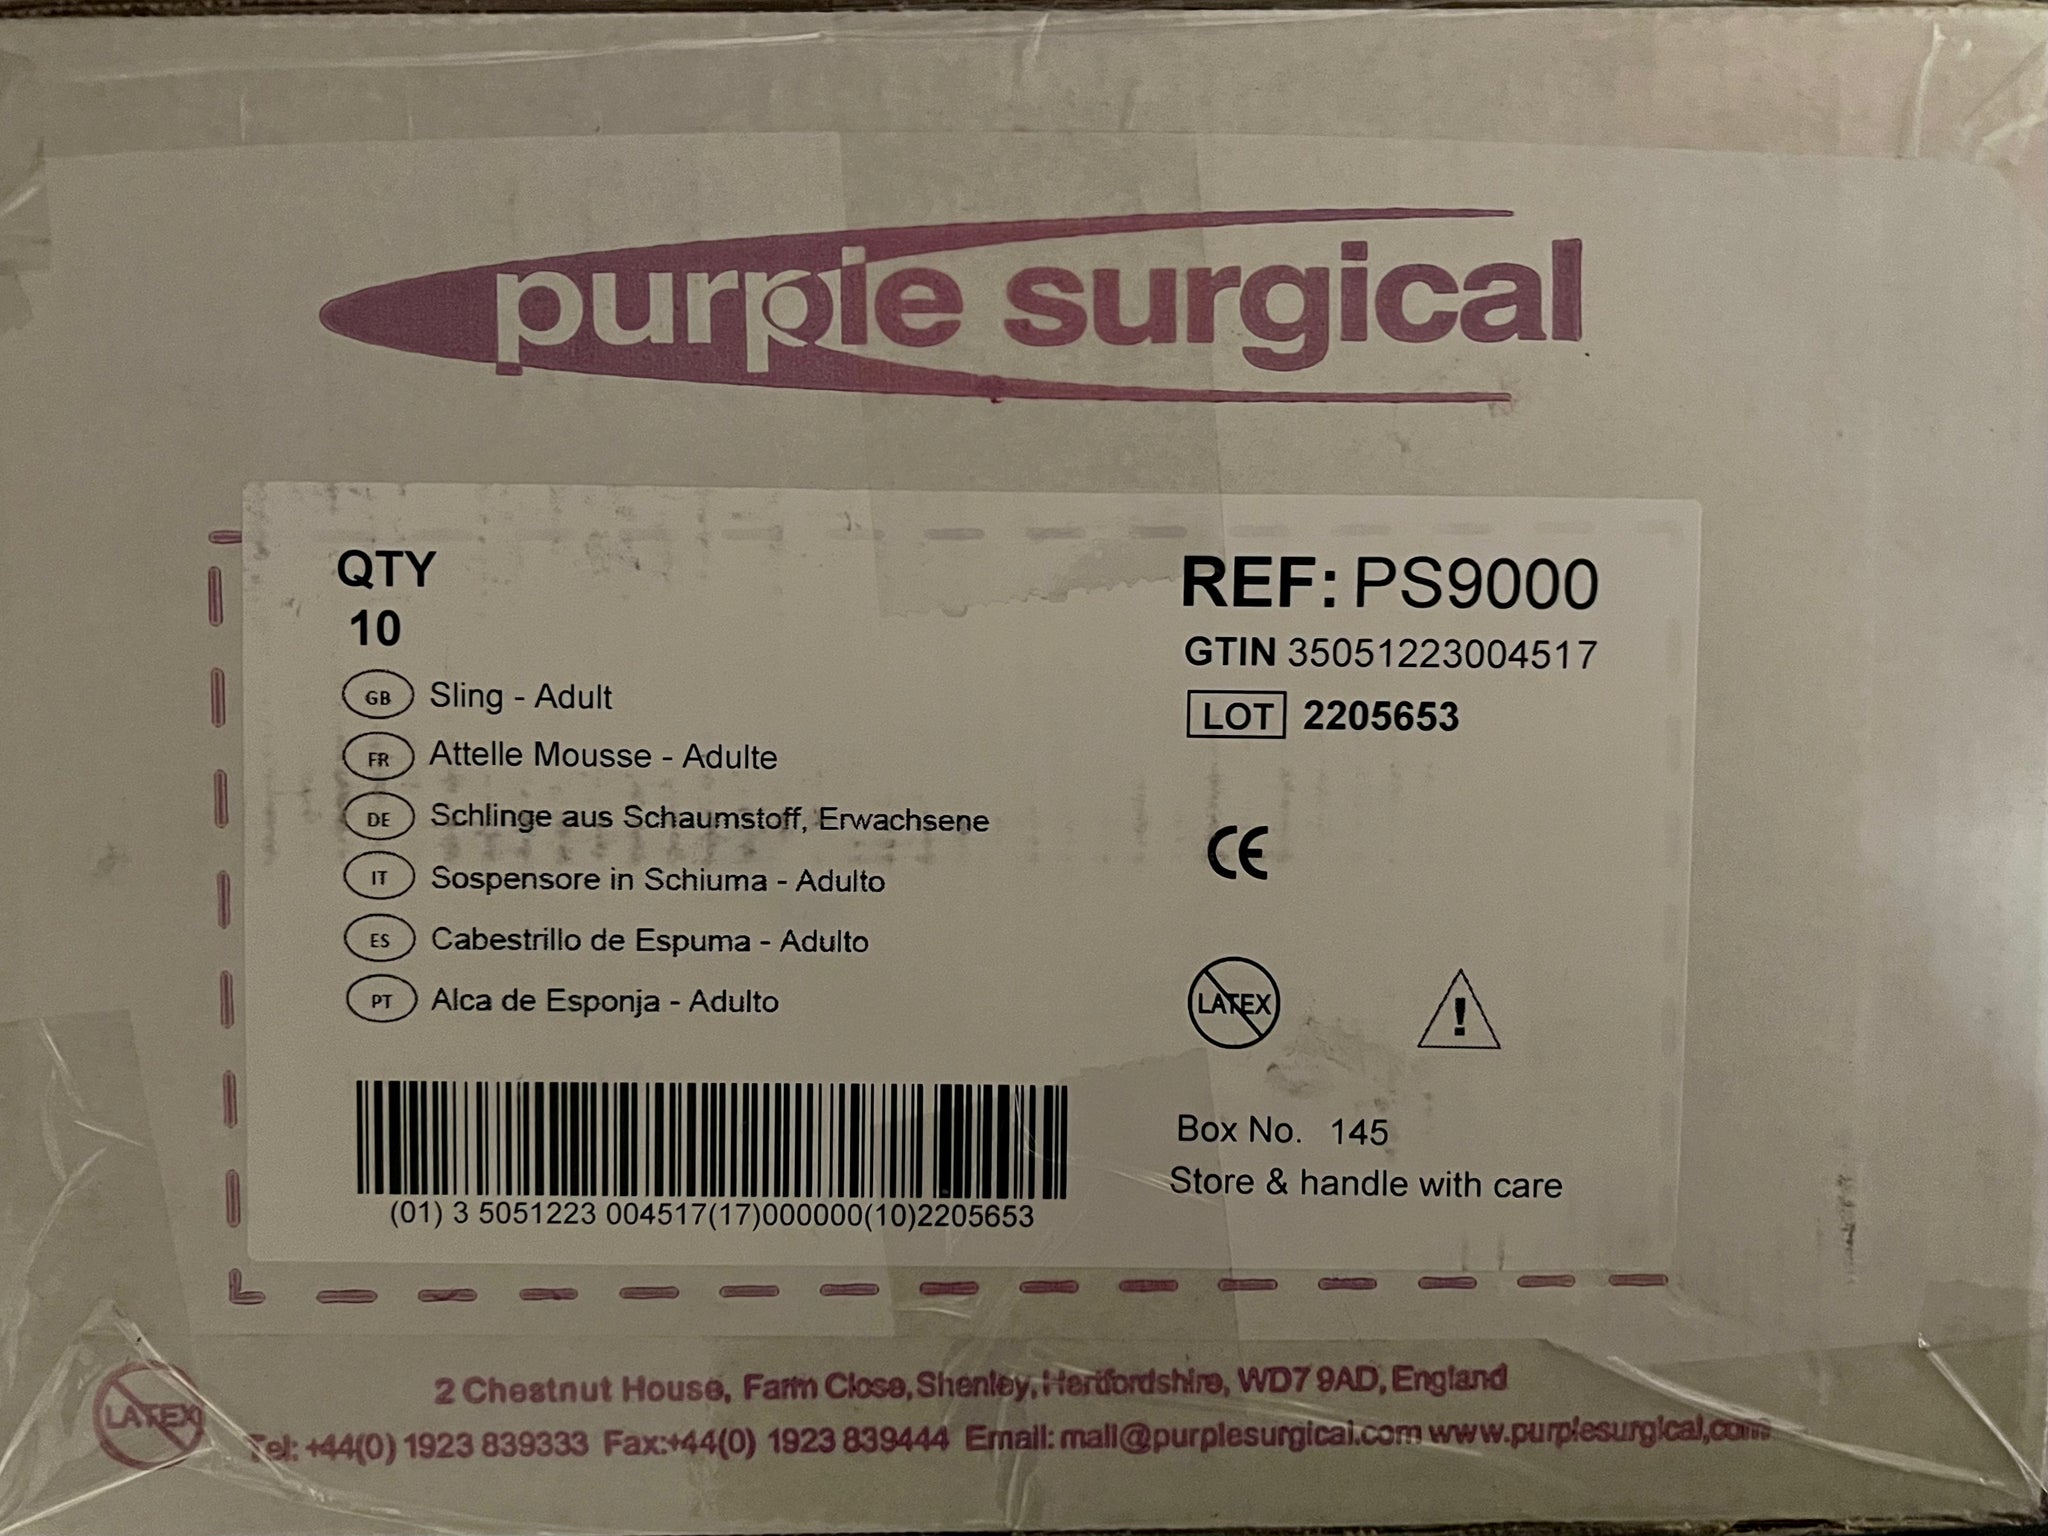 purple surgical
QTY
10
GB Sling - Adult
FR Attelle Mousse - Adulte
DE Schlinge aus Schaumstoff, Erwachsene
IT Sospensore in Schiuma - Adulto
ES Cabestrillo de Espuma - Adulto
PT Alca de Esponja - Adulto
(01) 3 5051223 004517(17)000000(10)2205653
REF: PS9000
GTIN 35051223004517
LOT 2205653
CE
LATEX
!
Box No. 145
Store & handle with care
LATEX
2 Chestnut House, Farm Close, Shenley, Hertfordshire, WD7 9AD, England
Tel: +44(0) 1923 839333 Fax:+44(0) 1923 839444 Email: mail@purplesurgical.com www.purplesurgical.com